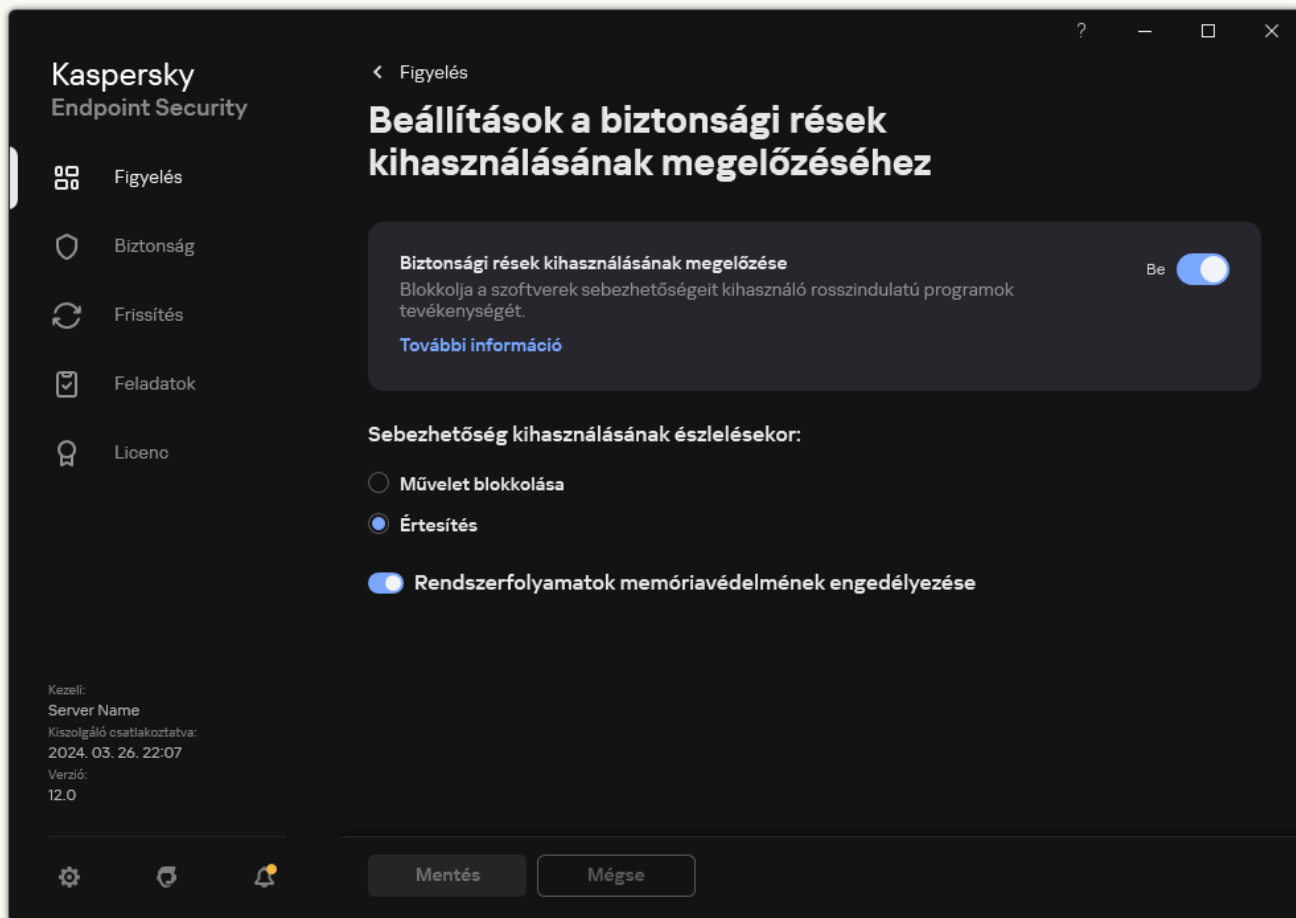 ?
Kaspersky
Endpoint Security
Figyelés
Biztonság
Frissítés
Feladatok
Licenc
Kezeli:
Server Name
Kiszolgáló csatlakoztatva:
2024. 03. 26. 22:07
Verzió:
12.0
Figyelés
Beállítások a biztonsági rések
kihasználásának megelőzéséhez
Biztonsági rések kihasználásának megelőzése
Be
Blokkolja a szoftverek sebezhetőségeit kihasználó rosszindulatú programok
tevékenységét.
További információ
Sebezhetőség kihasználásának észlelésekor:
Művelet blokkolása
Értesítés
Rendszerfolyamatok memóriavédelmének engedélyezése
Mentés
Mégse